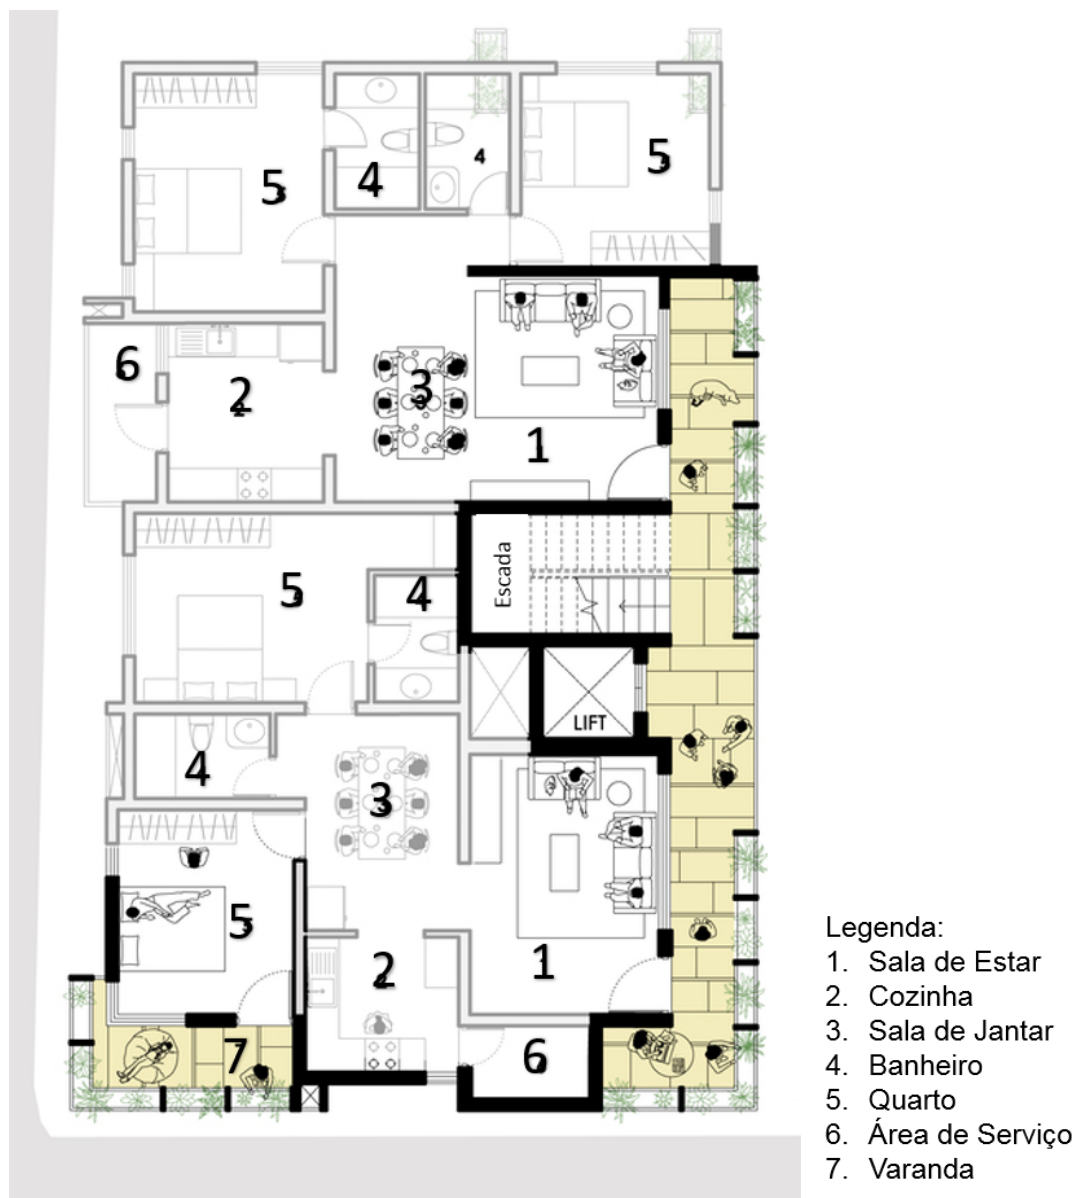 4
5
4
5
6
2
3
1
Escada
5
4
LIFT
4
3
5
2
1
7
6
Legenda:
1. Sala de Estar
2. Cozinha
3. Sala de Jantar
4. Banheiro
5. Quarto
6. Área de Serviço
7. Varanda